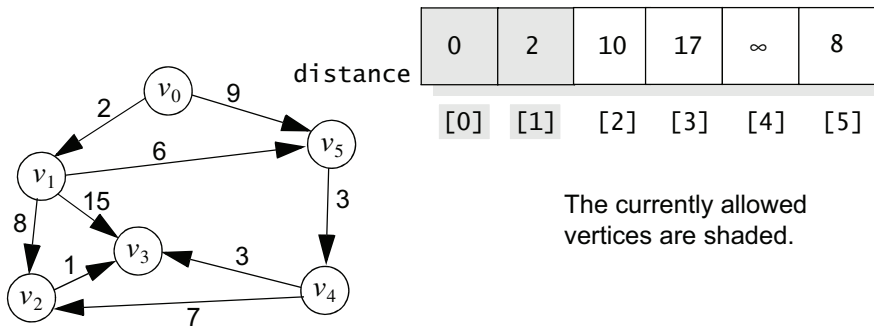 distance 0 2 10 17 ∞ 8
[0] [1] [2] [3] [4] [5]
The currently allowed
vertices are shaded.
v0
2
9
v5
6
v1
15
3
8
v3
1
3
v4
v2
7